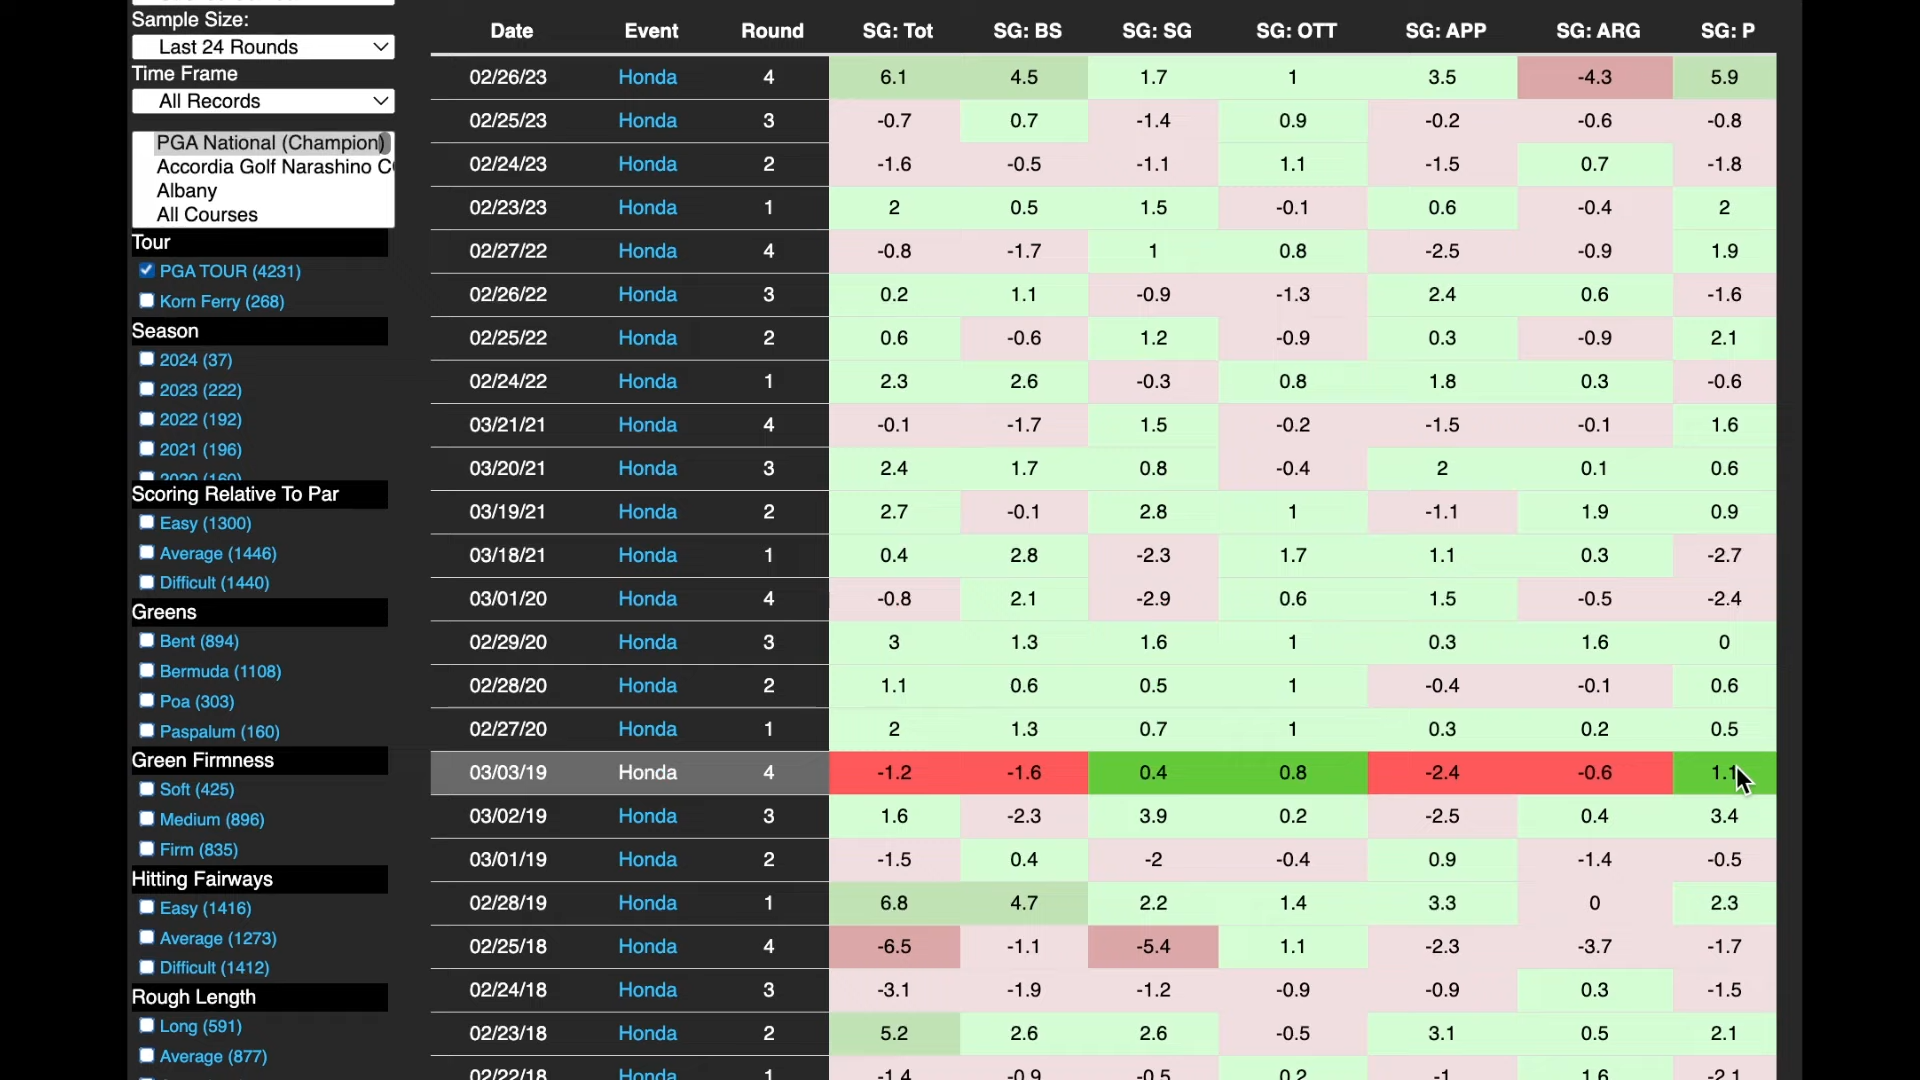 Sample Size:
Last 24 Rounds
Time Frame
All Records
PGA National (Champion)
Accordia Golf Narashino C
Albany
All Courses
Tour
PGA TOUR (4231)
Korn Ferry (268)
Season
2024 (37)
2023 (222)
2022 (192)
2021 (196)
2020 (160)
Scoring Relative To Par
Easy (1300)
Average (1446)
Difficult (1440)
Greens
Bent (894)
Bermuda (1108)
Poa (303)
Paspalum (160)
Green Firmness
Soft (425)
Medium (896)
Firm (835)
Hitting Fairways
Easy (1416)
Average (1273)
Difficult (1412)
Rough Length
Long (591)
Average (877)
Date Event Round SG: Tot SG: BS SG: SG SG: OTT SG: APP SG: ARG SG: P
02/26/23 Honda 4 6.1 4.5 1.7 1 3.5 -4.3 5.9
02/25/23 Honda 3 -0.7 0.7 -1.4 0.9 -0.2 -0.6 -0.8
02/24/23 Honda 2 -1.6 -0.5 -1.1 1.1 -1.5 0.7 -1.8
02/23/23 Honda 1 2 0.5 1.5 -0.1 0.6 -0.4 2
02/27/22 Honda 4 -0.8 -1.7 1 0.8 -2.5 -0.9 1.9
02/26/22 Honda 3 0.2 1.1 -0.9 -1.3 2.4 0.6 -1.6
02/25/22 Honda 2 0.6 -0.6 1.2 -0.9 0.3 -0.9 2.1
02/24/22 Honda 1 2.3 2.6 -0.3 0.8 1.8 0.3 -0.6
03/21/21 Honda 4 -0.1 -1.7 1.5 -0.2 -1.5 -0.1 1.6
03/20/21 Honda 3 2.4 1.7 0.8 -0.4 2 0.1 0.6
03/19/21 Honda 2 2.7 -0.1 2.8 1 -1.1 1.9 0.9
03/18/21 Honda 1 0.4 2.8 -2.3 1.7 1.1 0.3 -2.7
03/01/20 Honda 4 -0.8 2.1 -2.9 0.6 1.5 -0.5 -2.4
02/29/20 Honda 3 3 1.3 1.6 1 0.3 1.6 0
02/28/20 Honda 2 1.1 0.6 0.5 1 -0.4 -0.1 0.6
02/27/20 Honda 1 2 1.3 0.7 1 0.3 0.2 0.5
03/03/19 Honda 4 -1.2 -1.6 0.4 0.8 -2.4 -0.6 1.1
03/02/19 Honda 3 1.6 -2.3 3.9 0.2 -2.5 0.4 3.4
03/01/19 Honda 2 -1.5 0.4 -2 -0.4 0.9 -1.4 -0.5
02/28/19 Honda 1 6.8 4.7 2.2 1.4 3.3 0 2.3
02/25/18 Honda 4 -6.5 -1.1 -5.4 1.1 -2.3 -3.7 -1.7
02/24/18 Honda 3 -3.1 -1.9 -1.2 -0.9 -0.9 0.3 -1.5
02/23/18 Honda 2 5.2 2.6 2.6 -0.5 3.1 0.5 2.1
02/22/18 Honda 1 -1.4 -0.9 -0.5 0.2 -1 1.6 -2.1